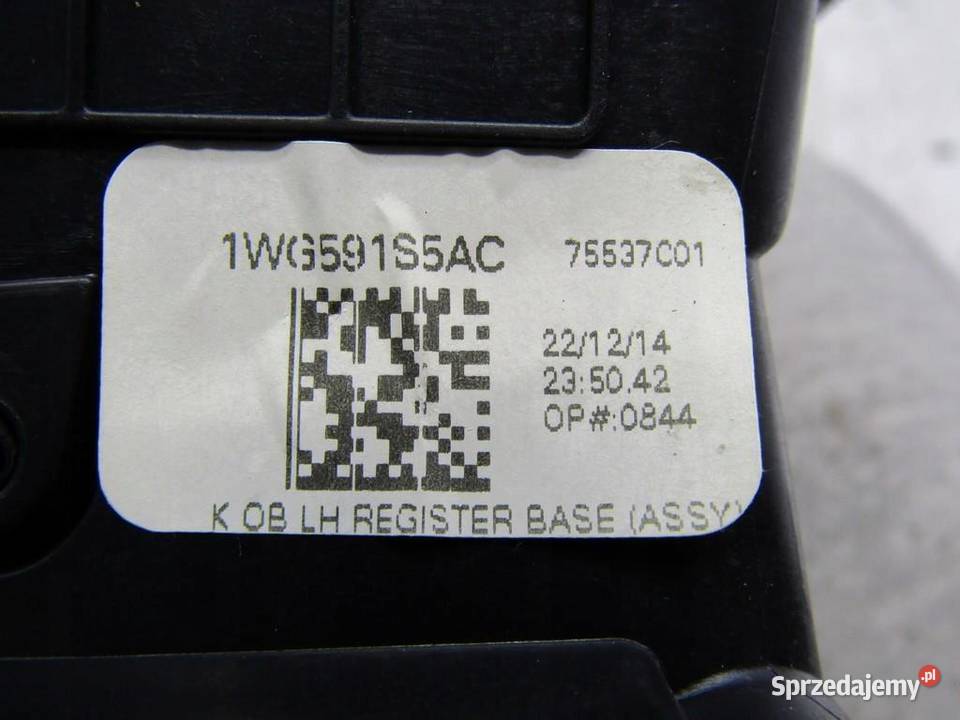 1WG591S5AC
75537C01
22/12/14
23:50.42
OP#:0844
K OB LH REGISTER BASE (ASSY)
Sprzedajemy.pl